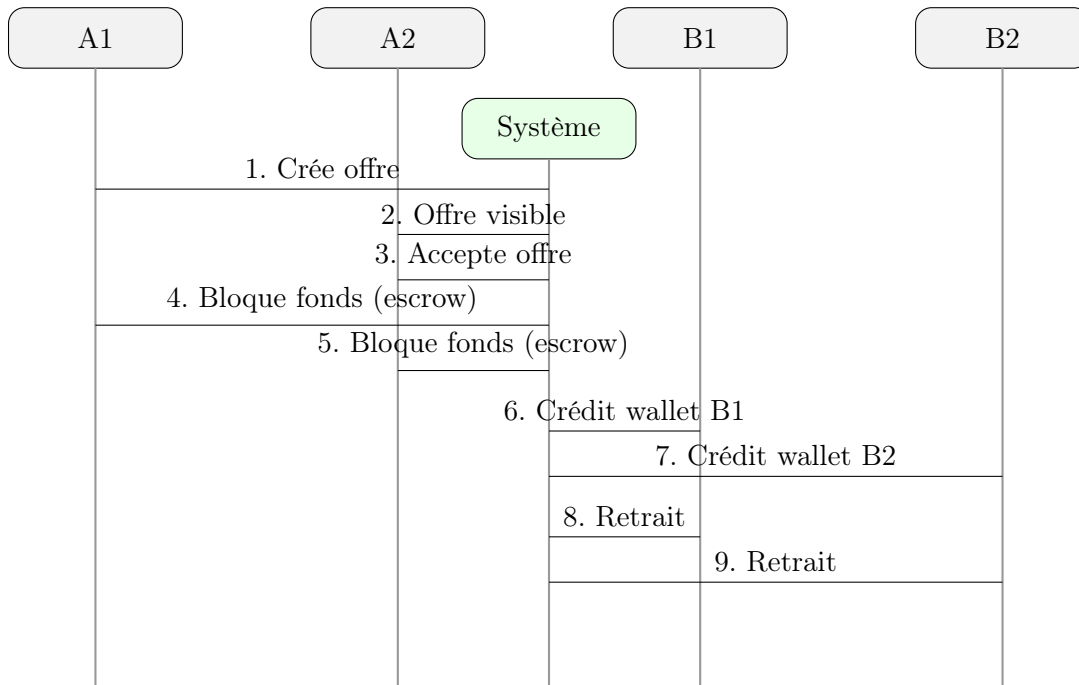 A1
A2
B1
B2
Système
1. Crée offre
2. Offre visible
3. Accepte offre
4. Bloque fonds (escrow)
5. Bloque fonds (escrow)
6. Crédit wallet B1
7. Crédit wallet B2
8. Retrait
9. Retrait